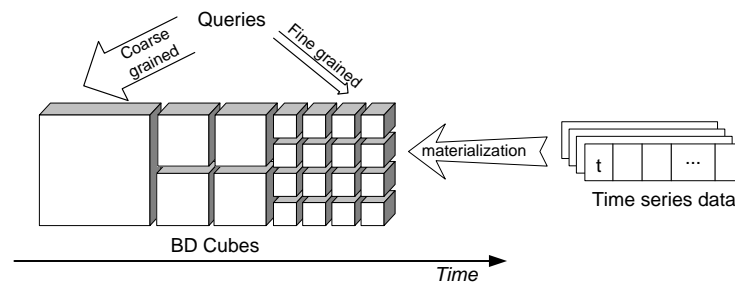 Queries
Coarse
grained
Fine grained
materialization
t
...
Time series data
BD Cubes
Time